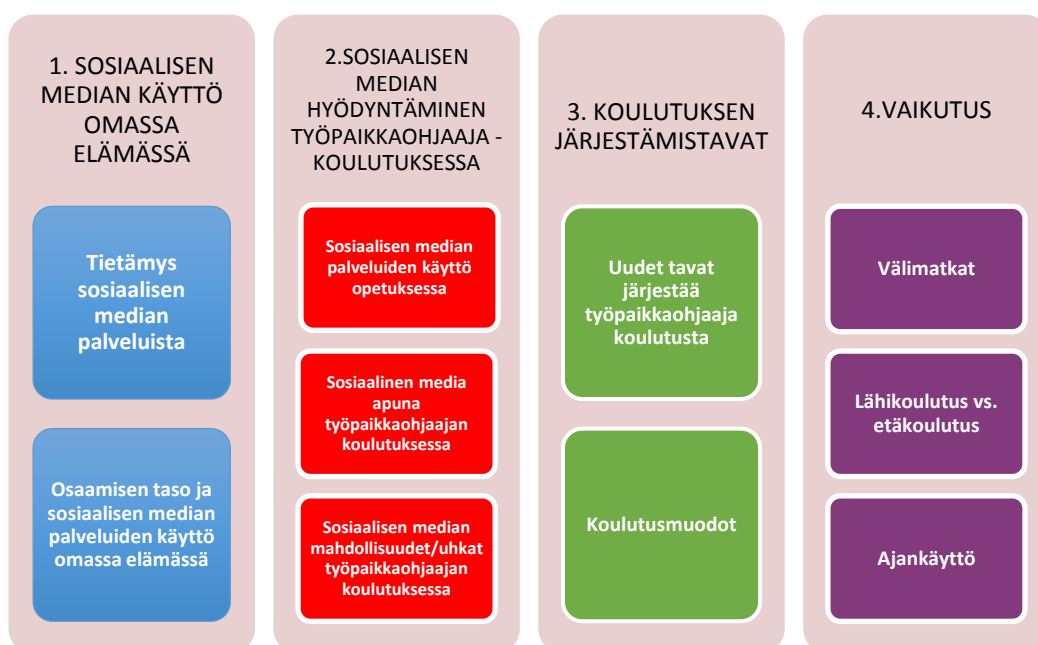 1. SOSIAALISEN
MEDIAN KÄYTTÖ
OMASSA
ELÄMÄSSÄ
Tietämys
sosiaalisen
median
palveluista
Osaamisen taso ja
sosiaalisen median
palveluiden käyttö
omassa elämässä
2.SOSIAALISEN
MEDIAN
HYÖDYNTÄMINEN
TYÖPAIKKAOHJAAJA -
KOULUTUKSESSA
Sosiaalisen median
palveluiden käyttö
opetuksessa
Sosiaalinen media
apuna
työpaikkaohjaajan
koulutuksessa
Sosiaalisen median
mahdollisuudet/uhkat
työpaikkaohjaajan
koulutuksessa
3. KOULUTUKSEN
JÄRJESTÄMISTAVAT
Uudet tavat
järjestää
työpaikkaohjaaja
koulutusta
Koulutusmuodot
4.VAIKUTUS
Välimatkat
Lähikoulutus vs.
etäkoulutus
Ajankäyttö